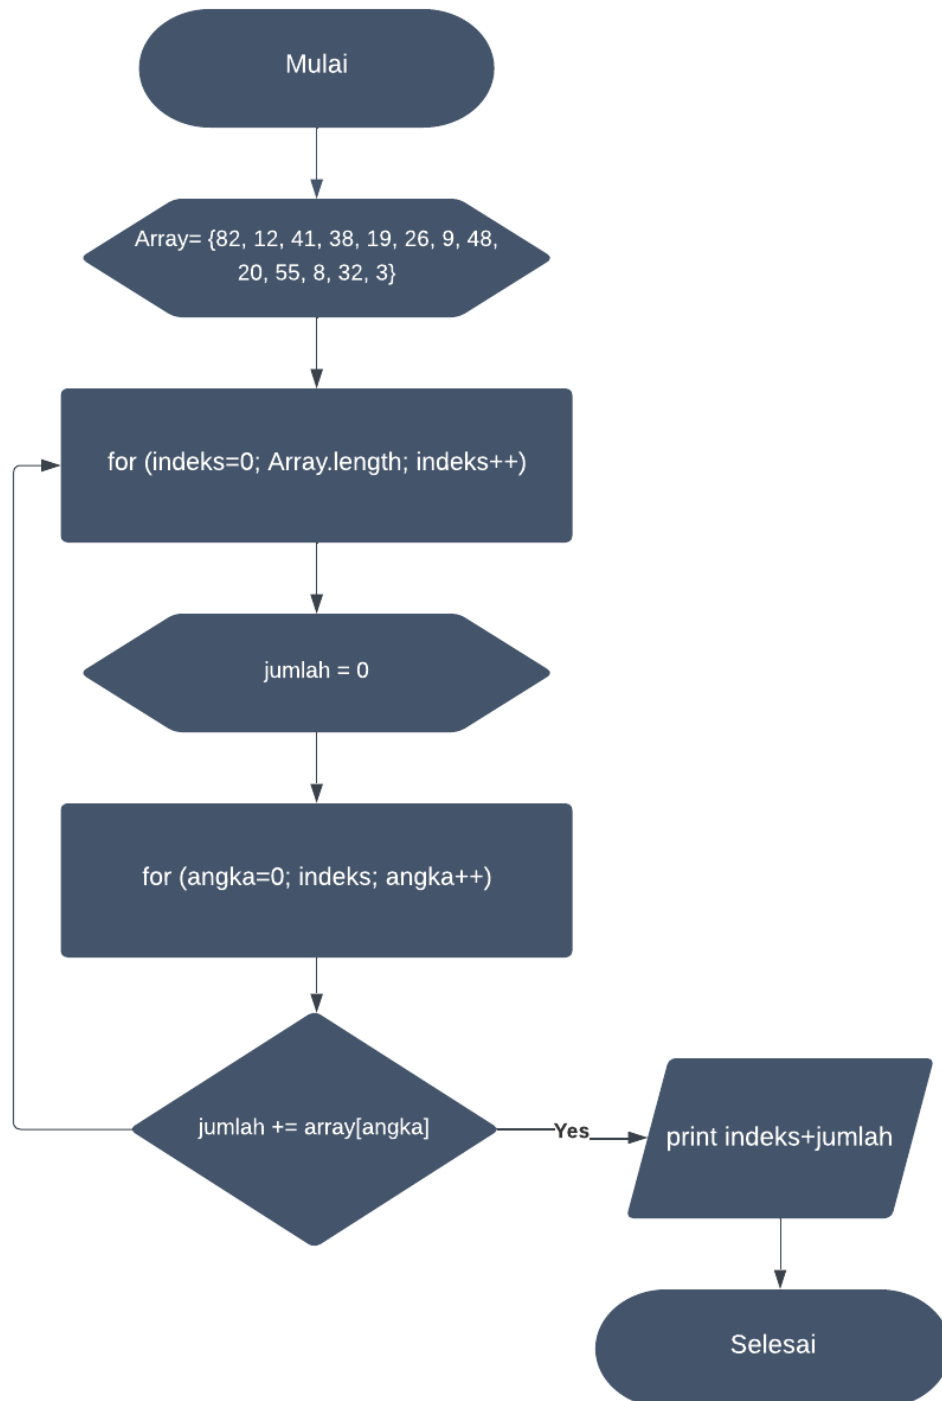 Mulai
Array= {82, 12, 41, 38, 19, 26, 9, 48,
20, 55, 8, 32, 3}
for (indeks=0; Array.length; indeks++)
jumlah = 0
for (angka=0; indeks; angka++)
jumlah += array[angka]
Yes
print indeks+jumlah
Selesai